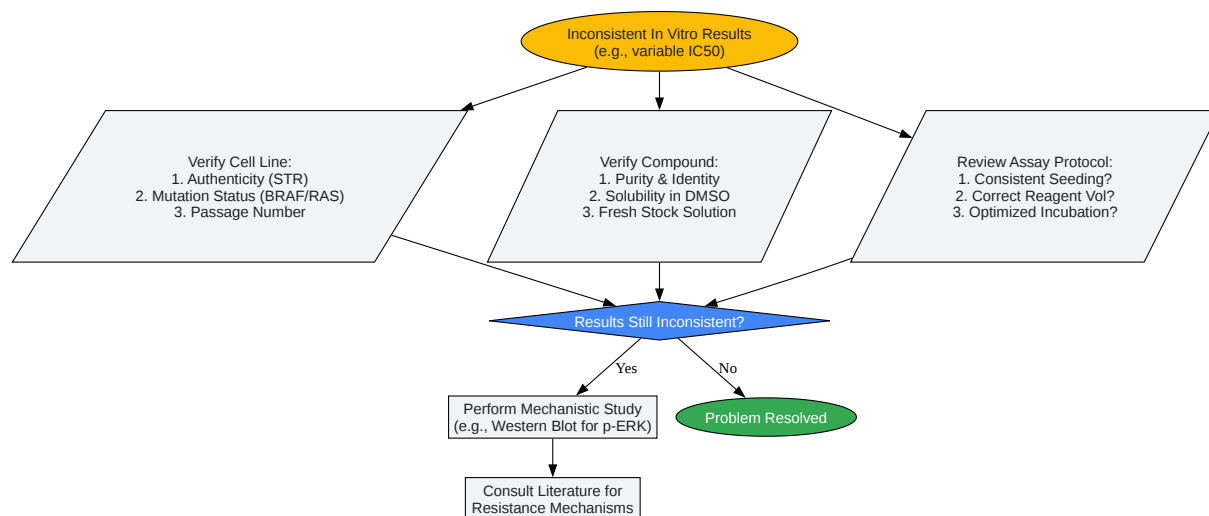 Inconsistent In Vitro Results
(e.g., variable IC50)
Verify Cell Line:
1. Authenticity (STR)
2. Mutation Status (BRAF/RAS)
3. Passage Number
Verify Compound:
1. Purity & Identity
2. Solubility in DMSO
3. Fresh Stock Solution
Review Assay Protocol:
1. Consistent Seeding?
2. Correct Reagent Vol?
3. Optimized Incubation?
Results Still Inconsistent?
Yes
No
Perform Mechanistic Study
(e.g., Western Blot for p-ERK)
Problem Resolved
Consult Literature for
Resistance Mechanisms